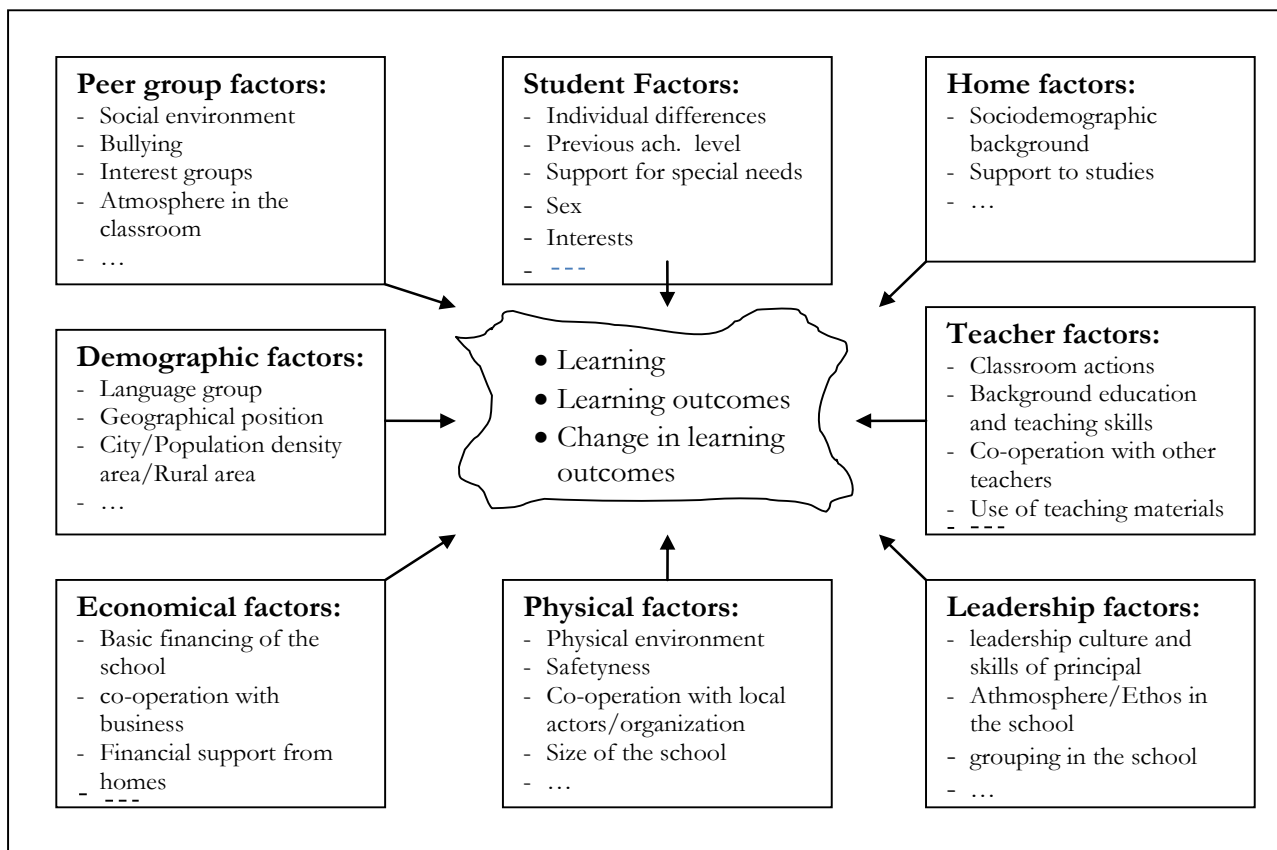 Peer group factors:
- Social environment
- Bullying
- Interest groups
- Atmosphere in the
classroom
- …
Student Factors:
- Individual differences
- Previous ach. level
- Support for special needs
- Sex
- Interests
- ---
Home factors:
- Sociodemographic
background
- Support to studies
- …
Demographic factors:
- Language group
- Geographical position
- City/Population density
area/Rural area
- …
• Learning
• Learning outcomes
• Change in learning
outcomes
Teacher factors:
- Classroom actions
- Background education
and teaching skills
- Co-operation with other
teachers
- Use of teaching materials
- ---
Economical factors:
- Basic financing of the
school
- co-operation with
business
- Financial support from
homes
- ---
Physical factors:
- Physical environment
- Safetyness
- Co-operation with local
actors/organization
- Size of the school
- …
Leadership factors:
- leadership culture and
skills of principal
- Athmosphere/Ethos in
the school
- grouping in the school
- …